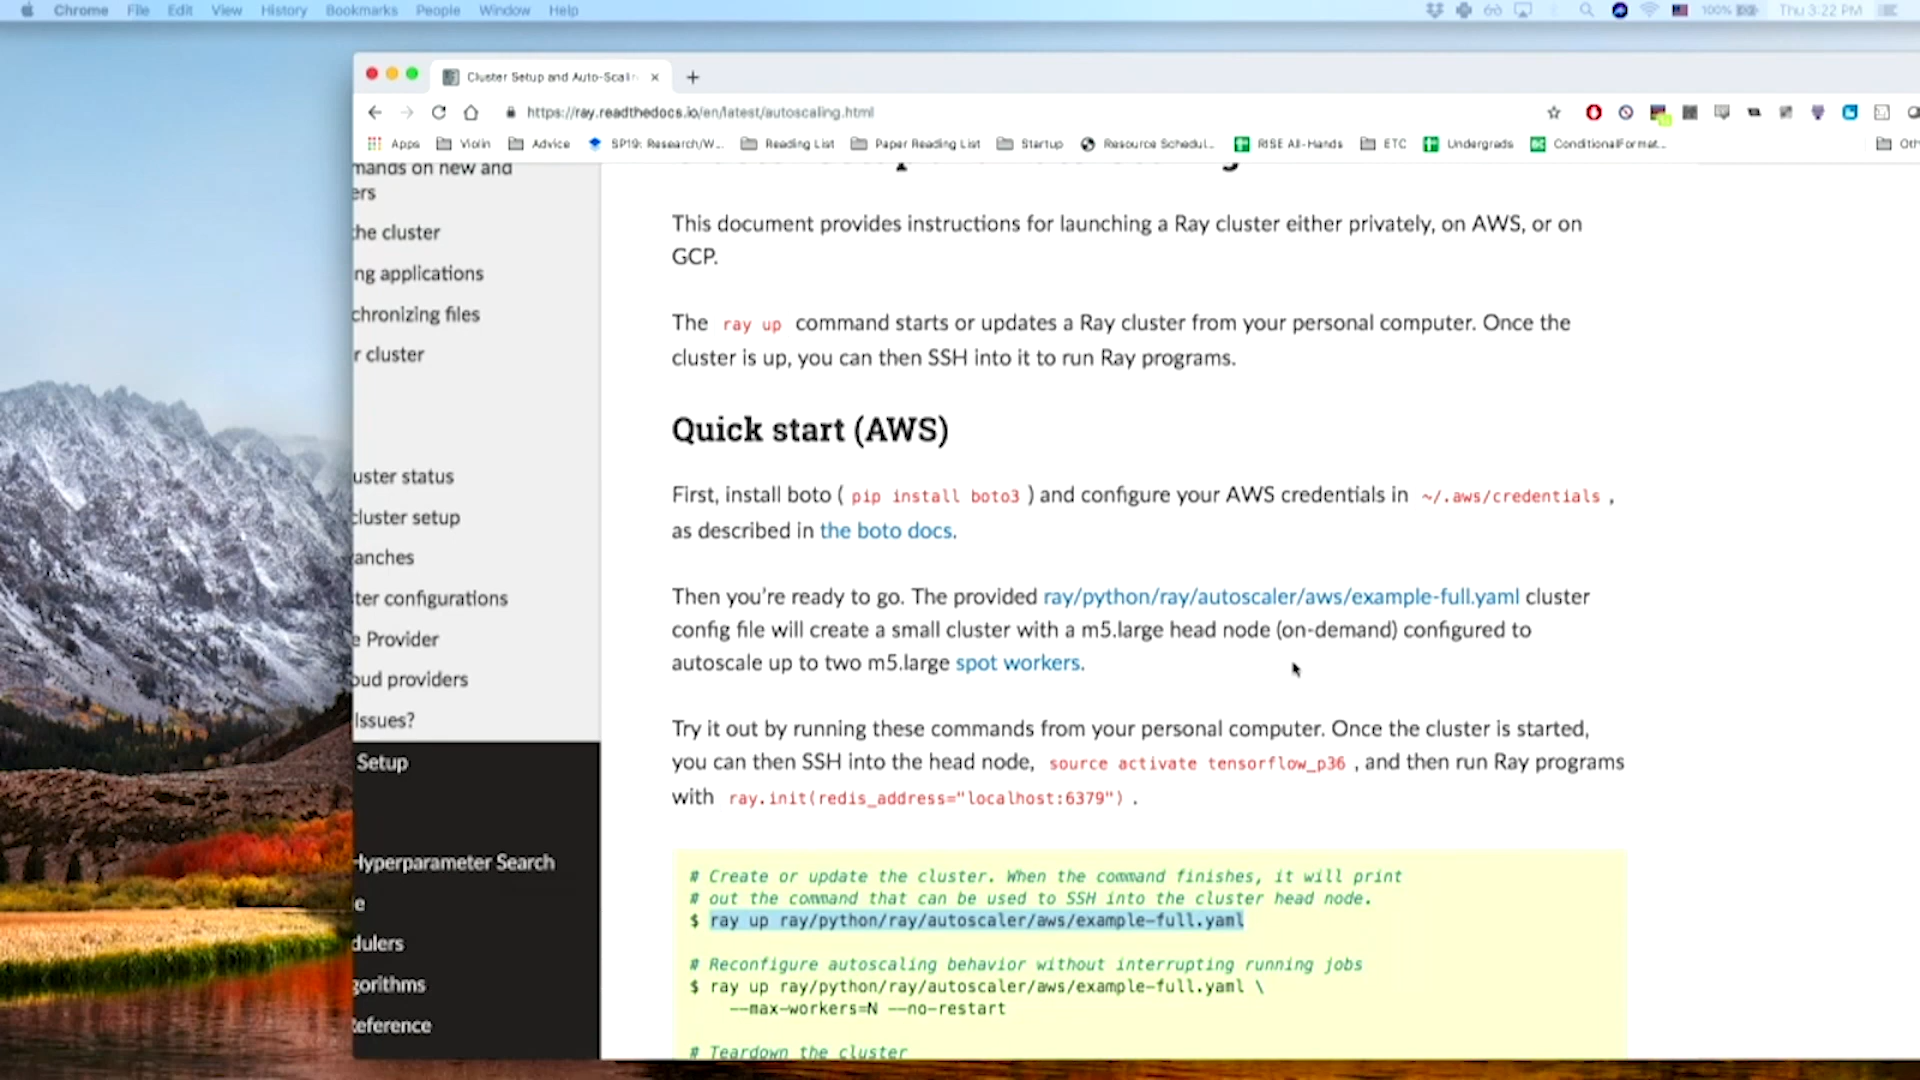 Chrome File Edit View History Bookmarks People Window Help
100% Thu 3:22 PM
Cluster Setup and Auto-Scalin
https://ray.readthedocs.io/en/latest/autoscaling.html
Apps Violin Advice SP19: Research/W... Reading List Paper Reading List Startup Resource Schedul... RISE All-Hands ETC Undergrads ConditionalFormat... Oth
mands on new and
ers
the cluster
ng applications
chronizing files
r cluster
uster status
cluster setup
anches
ter configurations
e Provider
oud providers
Issues?
Setup
Hyperparameter Search
e
dulers
gorithms
Reference
This document provides instructions for launching a Ray cluster either privately, on AWS, or on
GCP.
The ray up command starts or updates a Ray cluster from your personal computer. Once the
cluster is up, you can then SSH into it to run Ray programs.
Quick start (AWS)
First, install boto ( pip install boto3 ) and configure your AWS credentials in ~/.aws/credentials ,
as described in the boto docs.
Then you're ready to go. The provided ray/python/ray/autoscaler/aws/example-full.yaml cluster
config file will create a small cluster with a m5.large head node (on-demand) configured to
autoscale up to two m5.large spot workers.
Try it out by running these commands from your personal computer. Once the cluster is started,
you can then SSH into the head node, source activate tensorflow_p36 , and then run Ray programs
with ray.init(redis_address="localhost:6379") .
# Create or update the cluster. When the command finishes, it will print
# out the command that can be used to SSH into the cluster head node.
$ ray up ray/python/ray/autoscaler/aws/example-full.yaml
# Reconfigure autoscaling behavior without interrupting running jobs
$ ray up ray/python/ray/autoscaler/aws/example-full.yaml \
--max-workers=N --no-restart
# Teardown the cluster